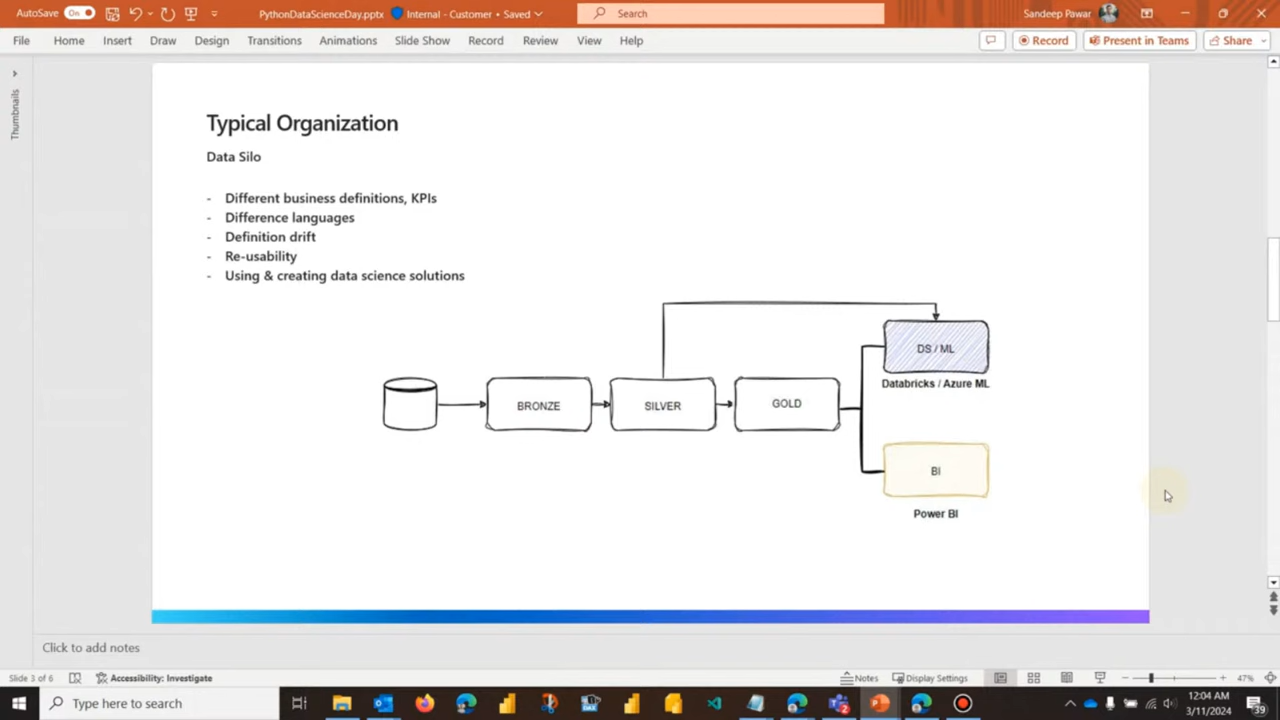 AutoSave On PythonDataScienceDay.pptx Internal - Customer • Saved Search Sandeep Pawar
File Home Insert Draw Design Transitions Animations Slide Show Record Review View Help Record Present in Teams Share
Thumbnails
Typical Organization
Data Silo
- Different business definitions, KPIs
- Difference languages
- Definition drift
- Re-usability
- Using & creating data science solutions
DS / ML
Databricks / Azure ML
BRONZE SILVER GOLD
BI
Power BI
Click to add notes
Slide 3 of 6 Accessibility: Investigate Notes Display Settings 47%
Type here to search
12:04 AM
3/11/2024
39